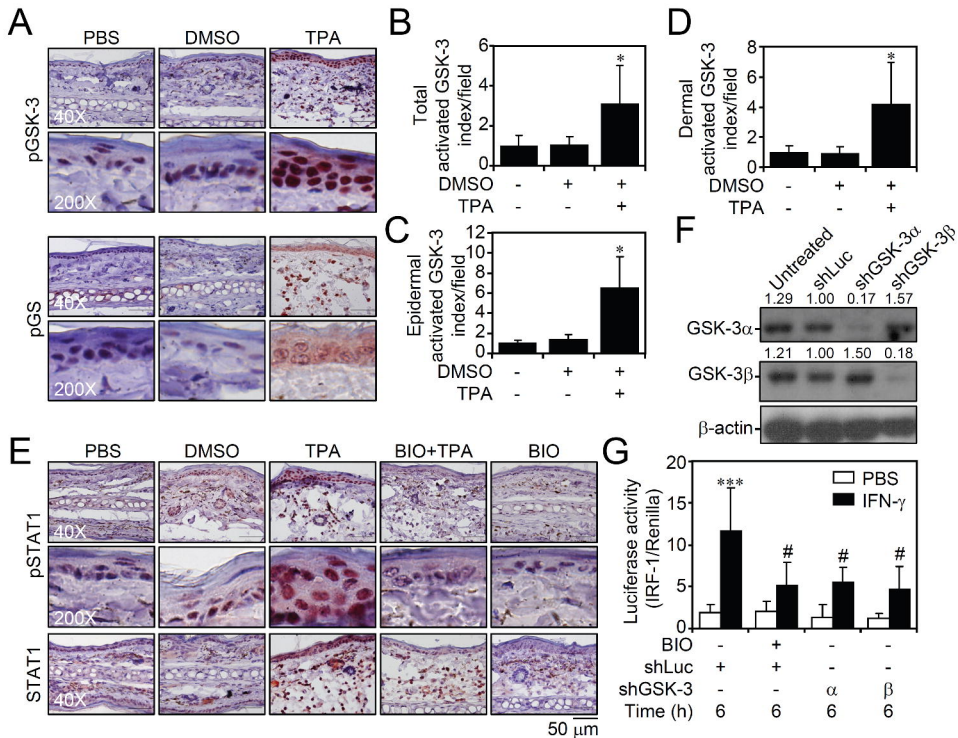 A
PBS DMSO TPA
pGSK-3
40X
200X
pGS
40X
200X
B
Total
activated GSK-3
index/field
6
4
2
0
*
DMSO - + +
TPA - - +
C
Epidermal
activated GSK-3
index/field
12
10
8
6
4
2
0
*
DMSO - + +
TPA - - +
D
Dermal
activated GSK-3
index/field
8
6
4
2
0
*
DMSO - + +
TPA - - +
F
Untreated shLuc shGSK-3α shGSK-3β
1.29 1.00 0.17 1.57
GSK-3α
1.21 1.00 1.50 0.18
GSK-3β
β-actin
E
PBS DMSO TPA BIO+TPA BIO
pSTAT1
40X
200X
STAT1
40X
50 μm
G
Luciferase activity
(IRF-1/Renilla)
20
15
10
5
0
PBS
IFN-γ
*** # # #
BIO - + - -
shLuc + + - -
shGSK-3 - - α β
Time (h) 6 6 6 6